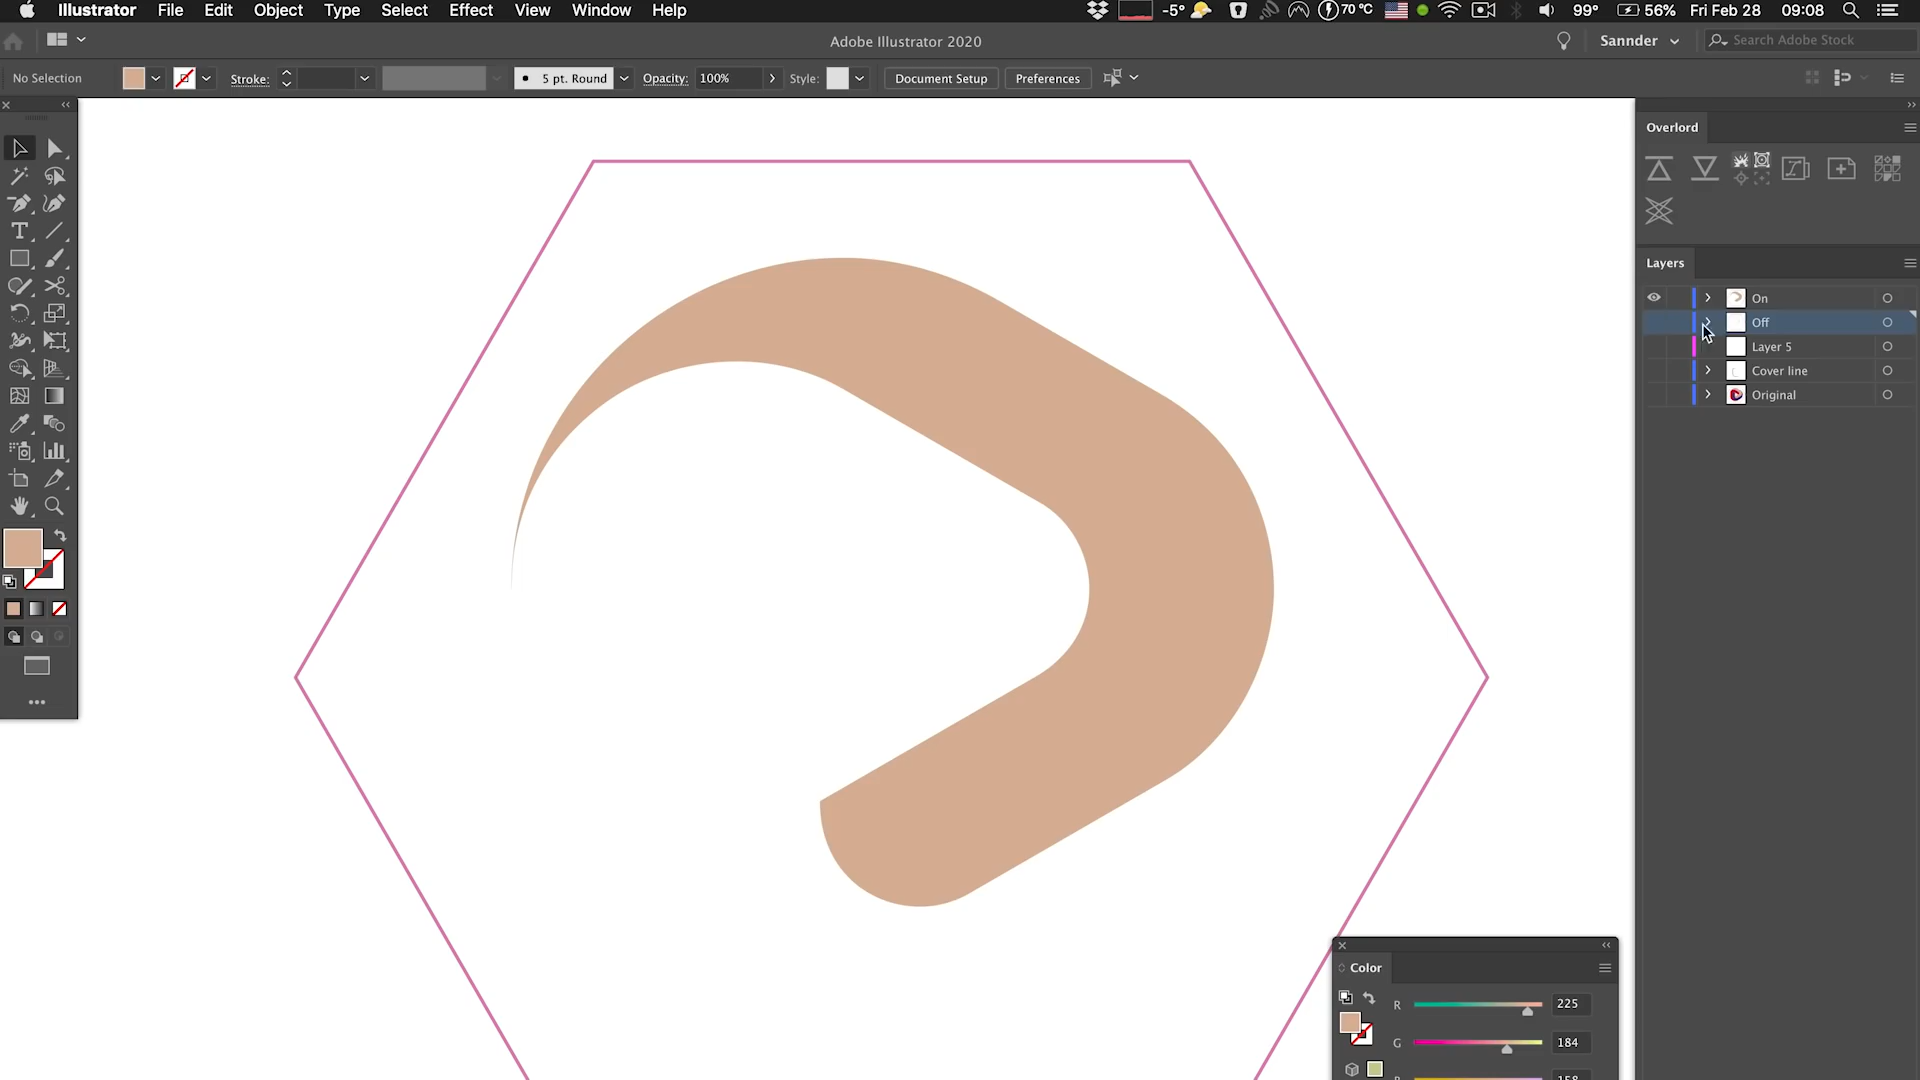 Illustrator File Edit Object Type Select Effect View Window Help -5° 70 °C 99° 56% Fri Feb 28 09:08
Adobe Illustrator 2020 Sannder Search Adobe Stock
No Selection Stroke: 5 pt. Round Opacity: 100% Style: Document Setup Preferences
Overlord
Layers
On
Off
Layer 5
Cover line
Original
Color
R 225
G 184
158